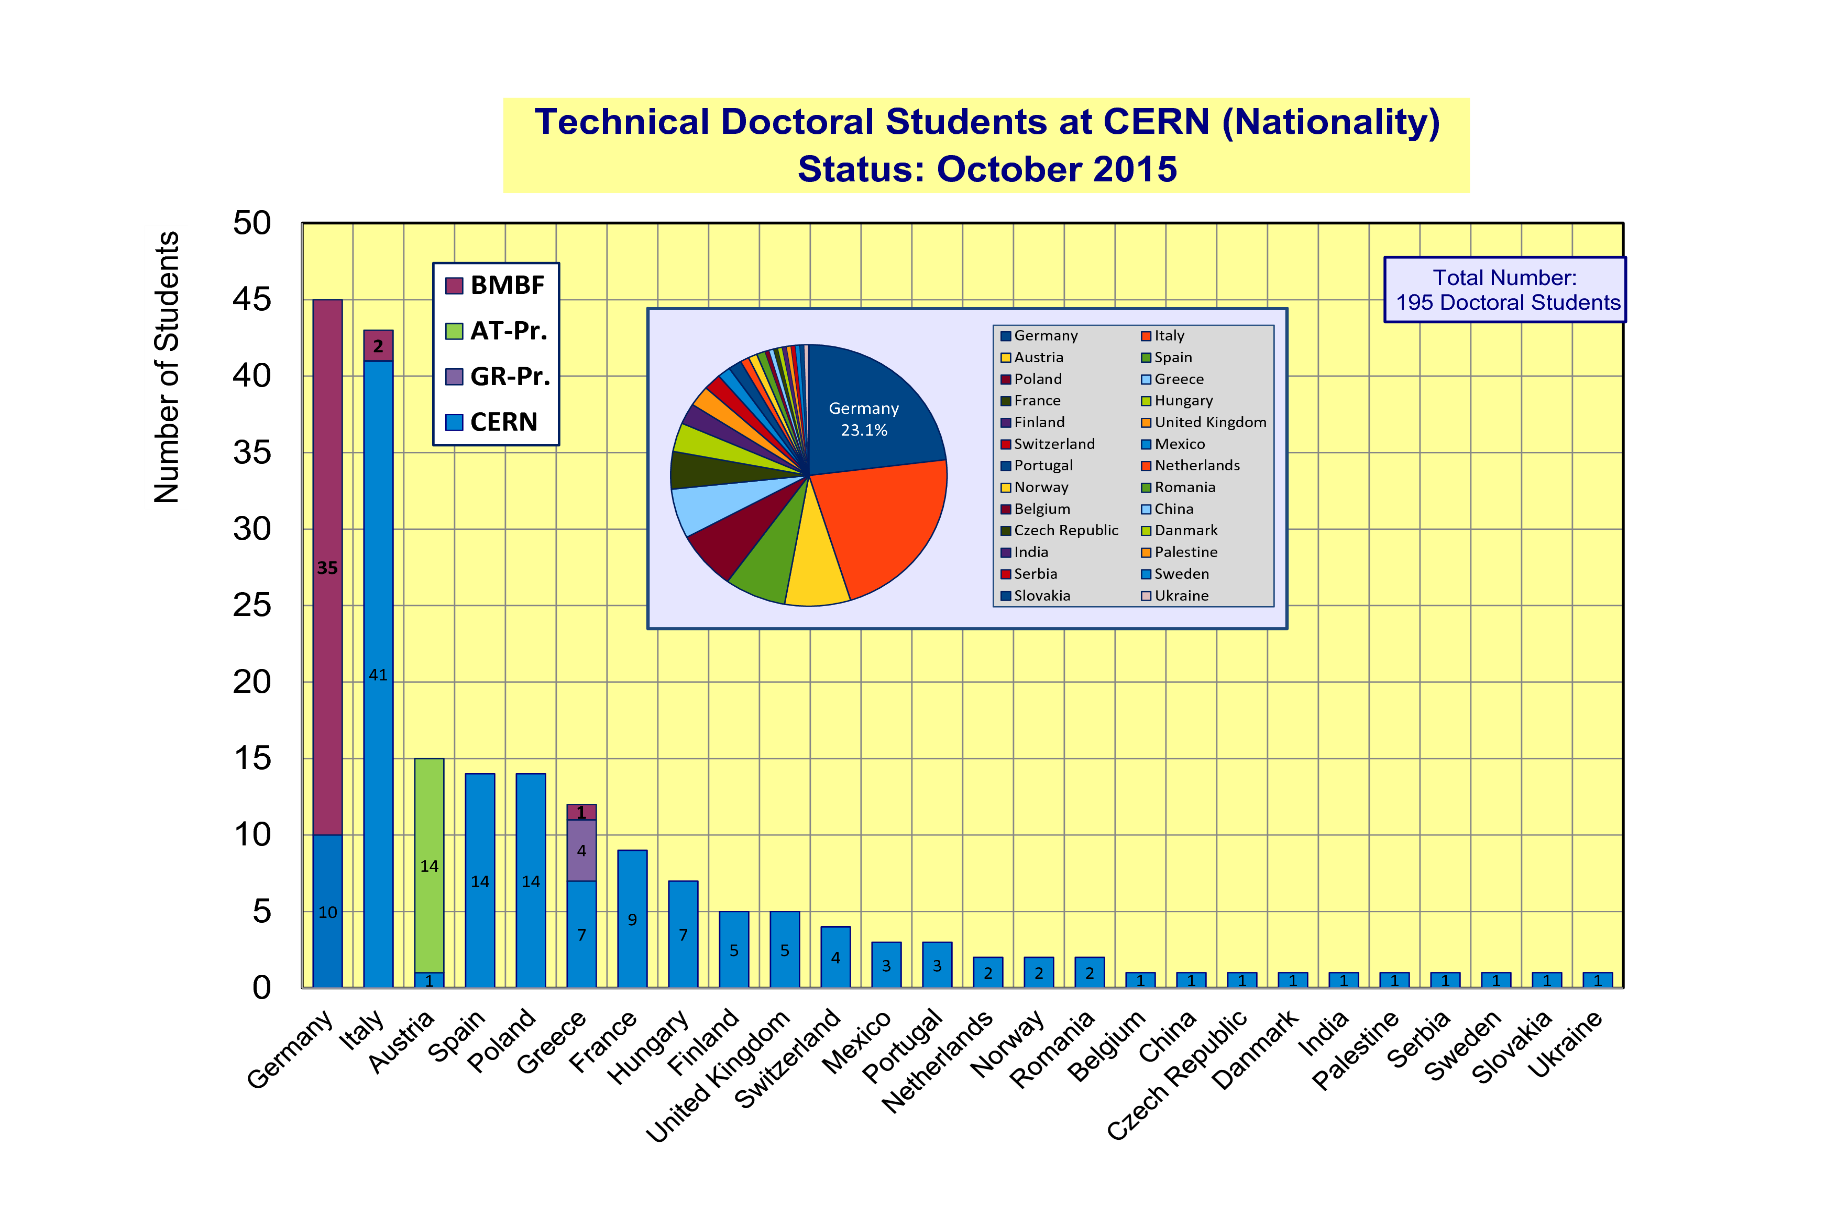 Technical Doctoral Students at CERN (Nationality)
Status: October 2015
Number of Students
50
45
40
35
30
25
20
15
10
5
0
BMBF
AT-Pr.
GR-Pr.
CERN
Total Number:
195 Doctoral Students
Germany
23.1%
Germany Italy
Austria Spain
Poland Greece
France Hungary
Finland United Kingdom
Switzerland Mexico
Portugal Netherlands
Norway Romania
Belgium China
Czech Republic Danmark
India Palestine
Serbia Sweden
Slovakia Ukraine
35
10
2
41
14
1
14
14
1
4
7
9
7
5
5
4
3
3
2
2
2
1
1
1
1
1
1
1
1
1
1
Germany
Italy
Austria
Spain
Poland
Greece
France
Hungary
Finland
United Kingdom
Switzerland
Mexico
Portugal
Netherlands
Norway
Romania
Belgium
China
Czech Republic
Danmark
India
Palestine
Serbia
Sweden
Slovakia
Ukraine